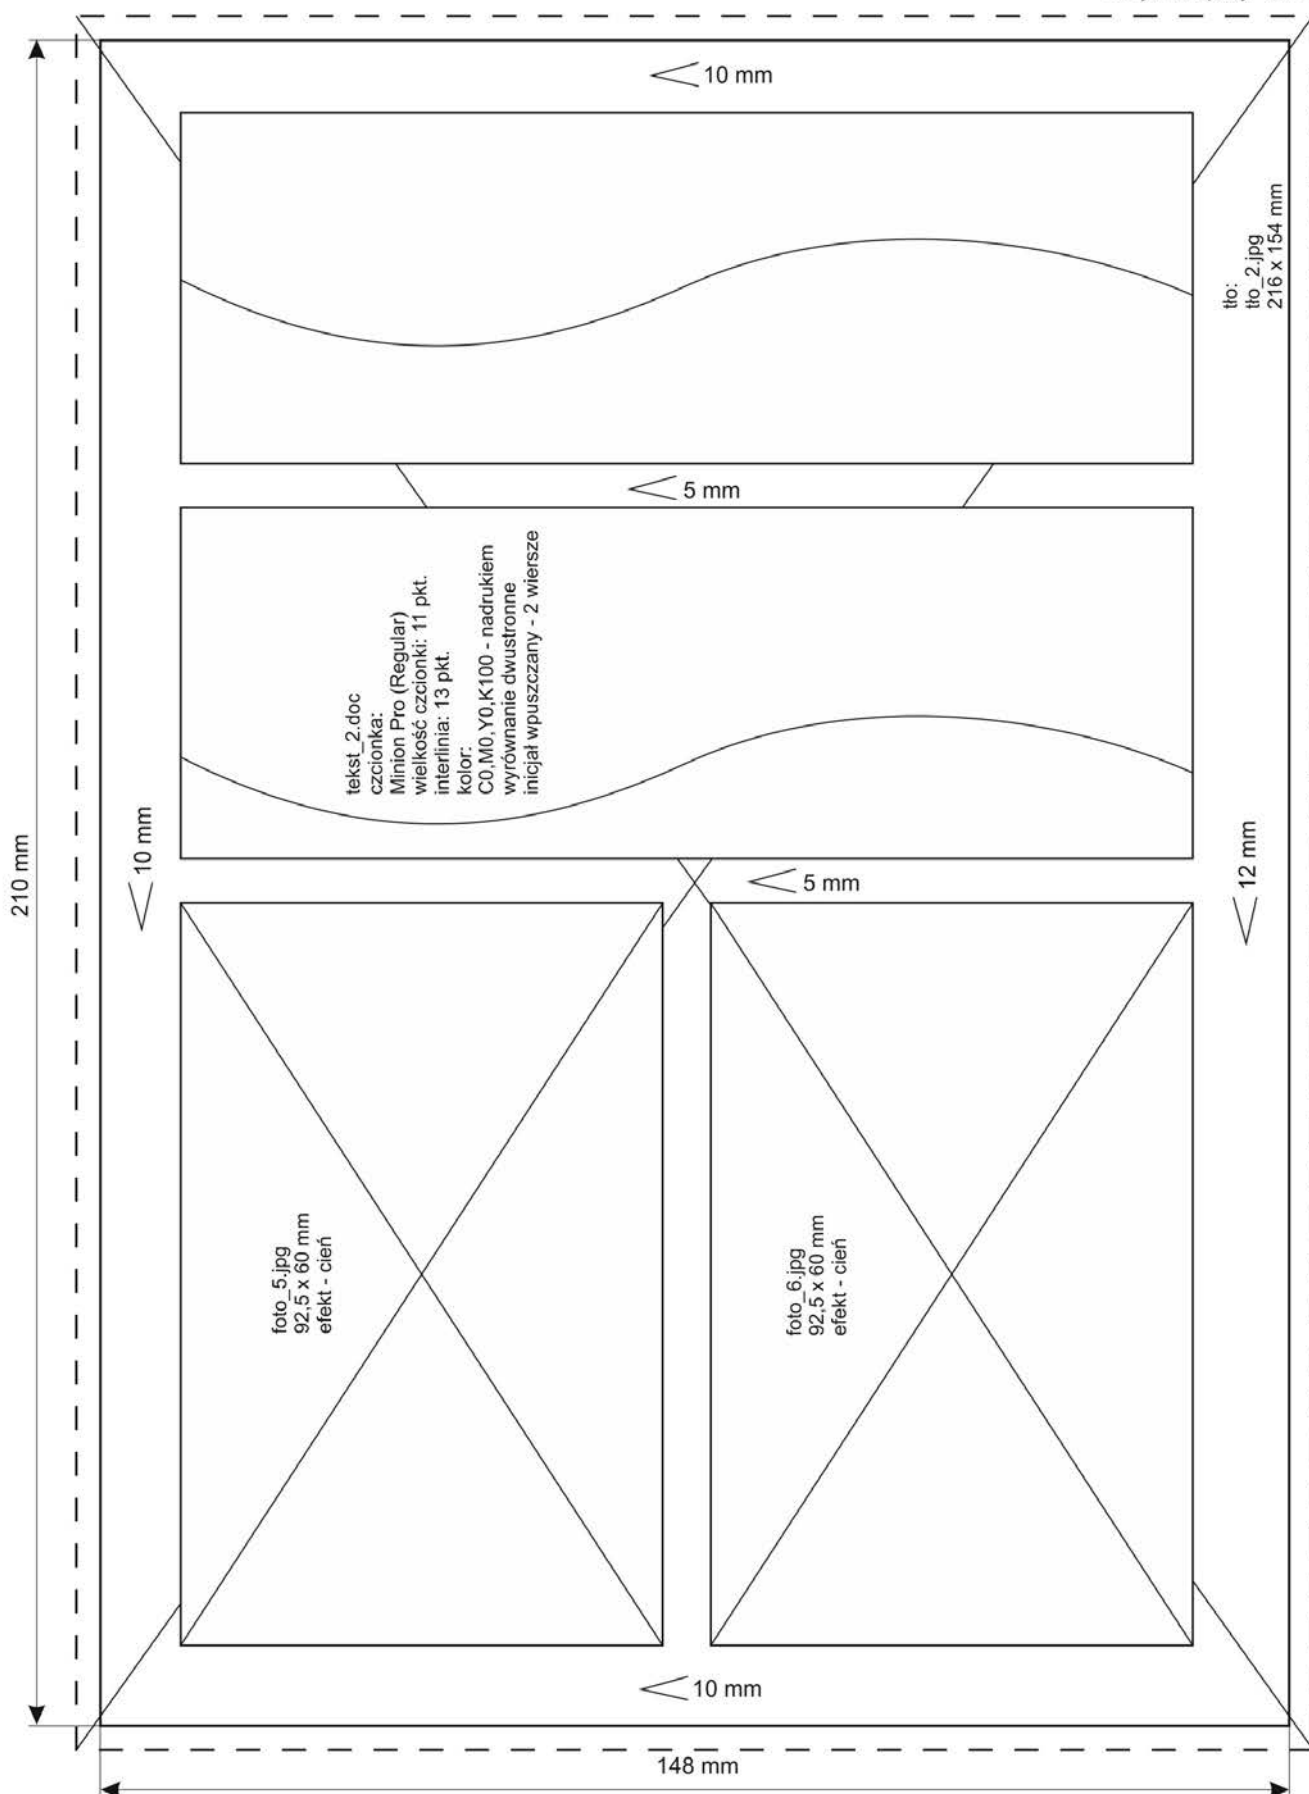 10 mm
tło:
tło_2.jpg
216 x 154 mm
5 mm
tekst_2.doc
czcionka:
Minion Pro (Regular)
wielkość czcionki: 11 pkt.
interlinia: 13 pkt.
kolor:
C0,M0,Y0,K100 - nadrukiem
wyrównanie dwustronne
inicjał wpuszczany - 2 wiersze
210 mm
10 mm
5 mm
12 mm
foto_5.jpg
92,5 x 60 mm
efekt - cień
foto_6.jpg
92,5 x 60 mm
efekt - cień
10 mm
148 mm